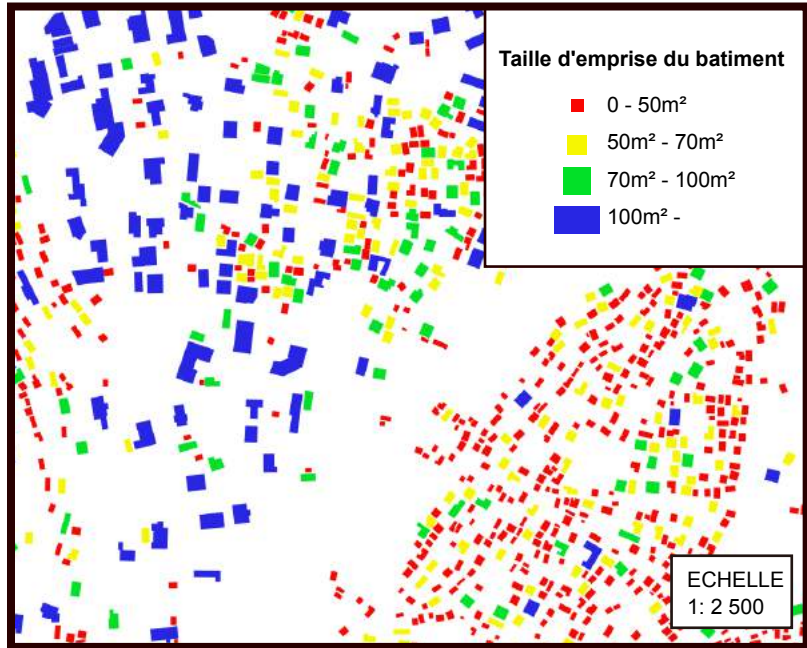 Taille d'emprise du batiment
0 - 50m²
50m² - 70m²
70m² - 100m²
100m² -
ECHELLE
1: 2 500